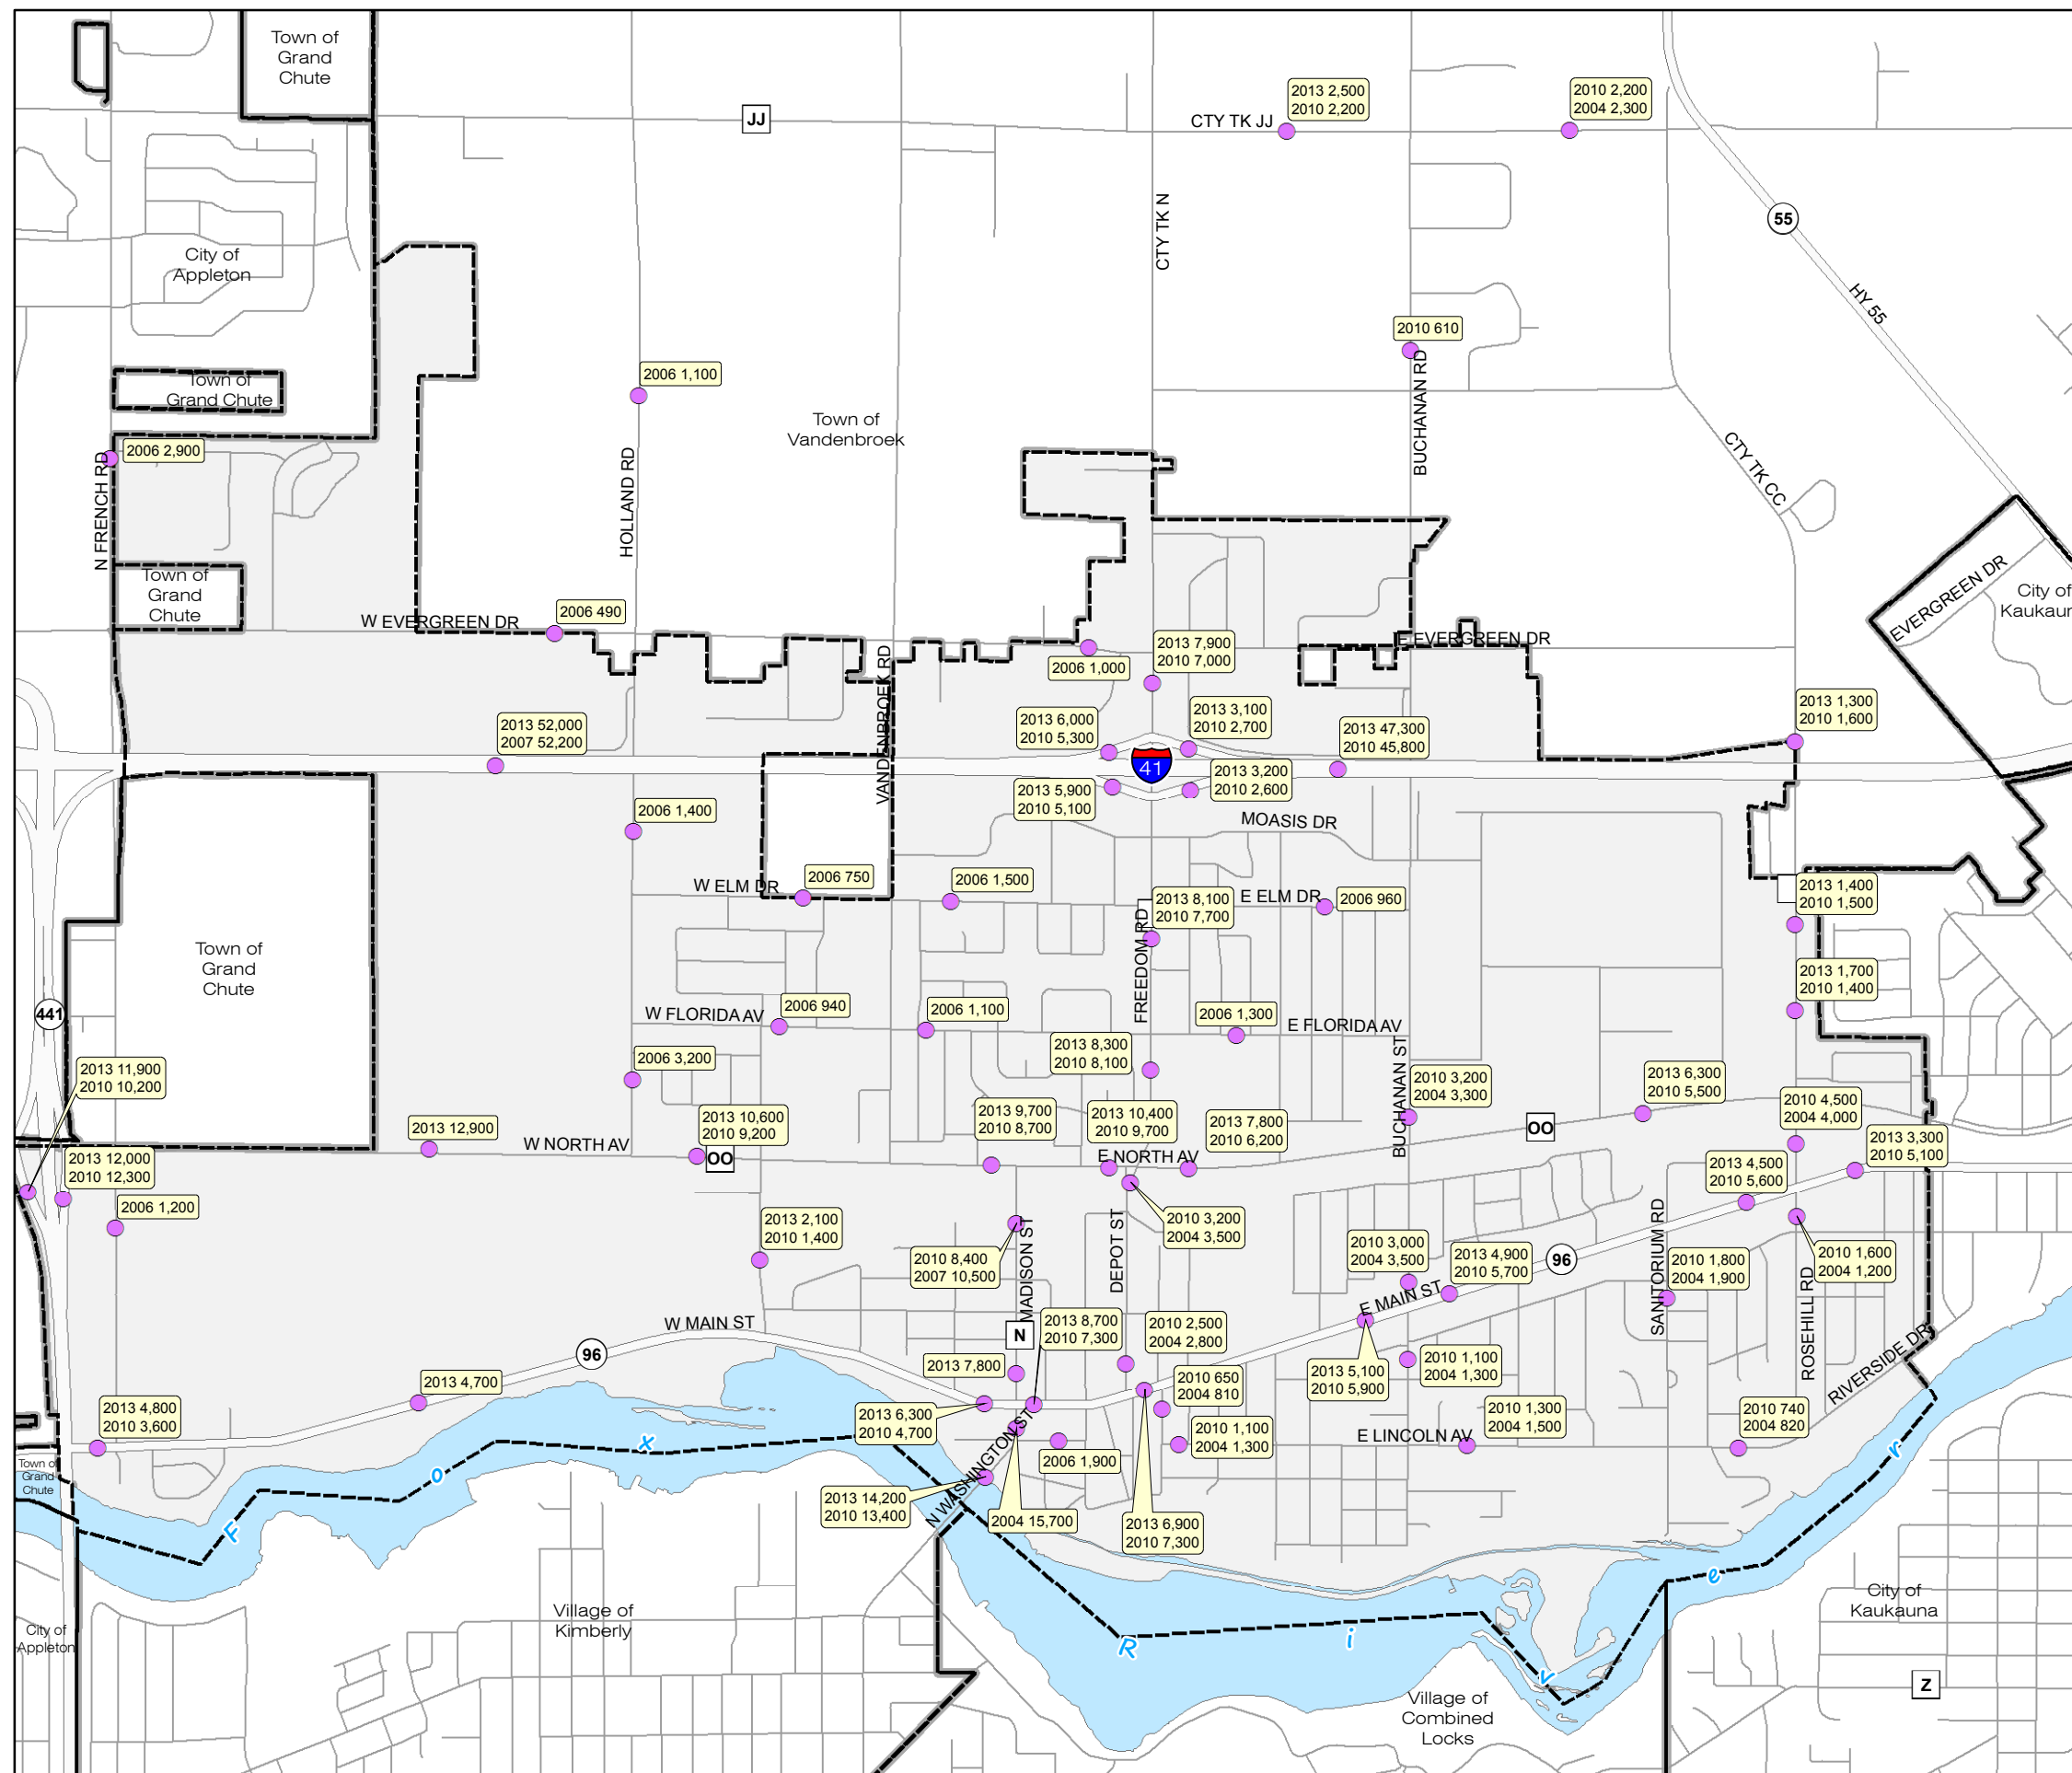 Town of
Grand
Chute
JJ
CTY TK JJ
2013 2,500
2010 2,200
2010 2,200
2004 2,300
CTY TK N
55
HY 55
City of
Appleton
2010 610
BUCHANAN RD
2006 1,100
Town of
Grand Chute
Town of
Vandenbroek
2006 2,900
N FRENCH RD
HOLLAND RD
CTY TK CC
Town of
Grand
Chute
EVERGREEN DR
City of
Kaukaun
W EVERGREEN DR
2006 490
2006 1,000
2013 7,900
2010 7,000
E EVERGREEN DR
VANDENBROEK RD
2013 52,000
2007 52,200
2013 6,000
2010 5,300
2013 3,100
2010 2,700
2013 47,300
2010 45,800
2013 1,300
2010 1,600
41
2013 5,900
2010 5,100
2013 3,200
2010 2,600
2006 1,400
MOASIS DR
W ELM DR
2006 750
2006 1,500
2013 8,100
2010 7,700
E ELM DR
2006 960
2013 1,400
2010 1,500
FREEDOM RD
Town of
Grand
Chute
2013 1,700
2010 1,400
441
W FLORIDA AV
2006 940
2006 1,100
2006 1,300
E FLORIDA AV
BUCHANAN ST
2013 11,900
2010 10,200
2006 3,200
2013 8,300
2010 8,100
2010 3,200
2004 3,300
2013 6,300
2010 5,500
2010 4,500
2004 4,000
2013 12,900
W NORTH AV
2013 10,600
2010 9,200
OO
2013 9,700
2010 8,700
2013 10,400
2010 9,700
2013 7,800
2010 6,200
E NORTH AV
OO
2013 3,300
2010 5,100
2013 12,000
2010 12,300
2013 4,500
2010 5,600
2006 1,200
2013 2,100
2010 1,400
2010 8,400
2007 10,500
MADISON ST
DEPOT ST
2010 3,200
2004 3,500
2010 3,000
2004 3,500
2013 4,900
2010 5,700
96
SANITORIUM RD
2010 1,800
2004 1,900
2010 1,600
2004 1,200
ROSEHILL RD
RIVERSIDE DR
E MAIN ST
W MAIN ST
96
N
2013 8,700
2010 7,300
2010 2,500
2004 2,800
2013 7,800
2013 4,700
2010 650
2004 810
2013 5,100
2010 5,900
2010 1,100
2004 1,300
2013 4,800
2010 3,600
2013 6,300
2010 4,700
2006 1,900
2010 1,100
2004 1,300
E LINCOLN AV
2010 1,300
2004 1,500
2010 740
2004 820
Town o
Grand
Chute
N WASHINGTON ST
2013 14,200
2010 13,400
2004 15,700
2013 6,900
2010 7,300
F o x R i v e r
City of
Appleton
Village of
Kimberly
Village of
Combined
Locks
City of
Kaukauna
Z